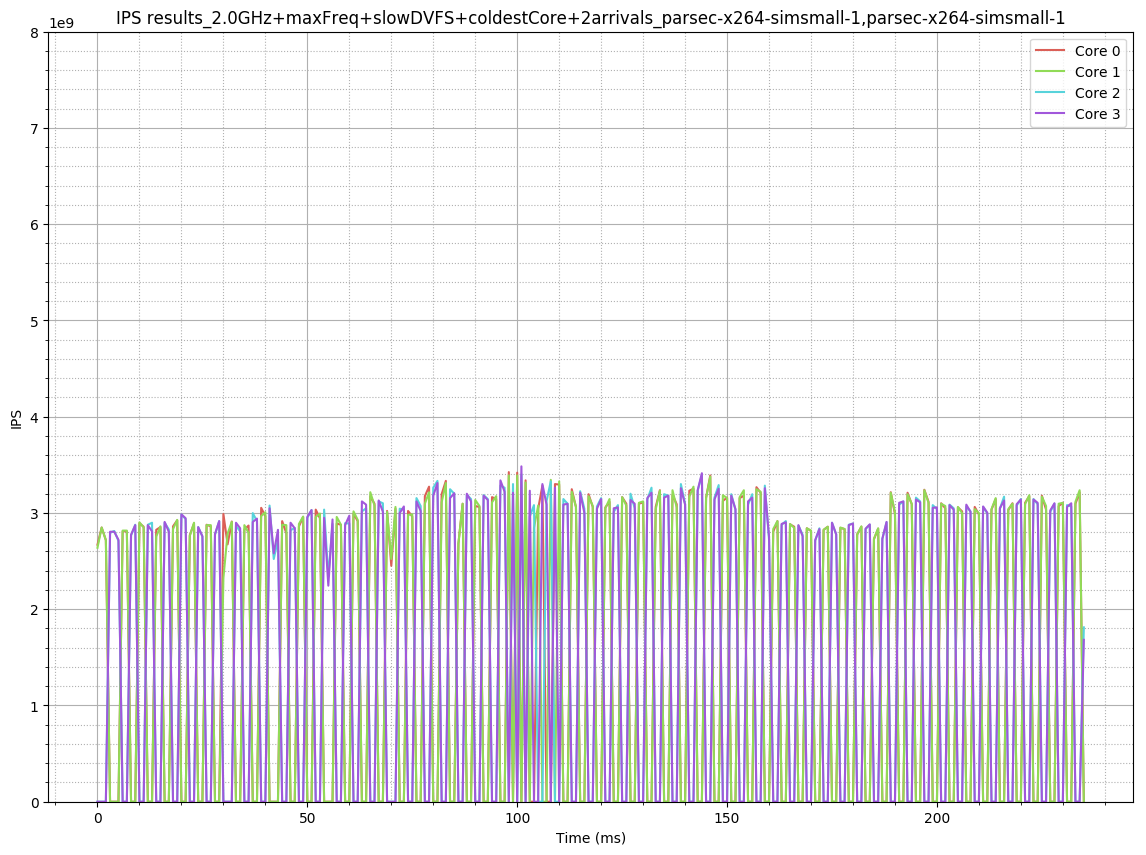 IPS results_2.0GHz+maxFreq+slowDVFS+coldestCore+2arrivals_parsec-x264-simsmall-1,parsec-x264-simsmall-1
1e9
8
7
6
5
4
3
2
1
0
IPS
Core 0
Core 1
Core 2
Core 3
0
50
100
150
200
Time (ms)